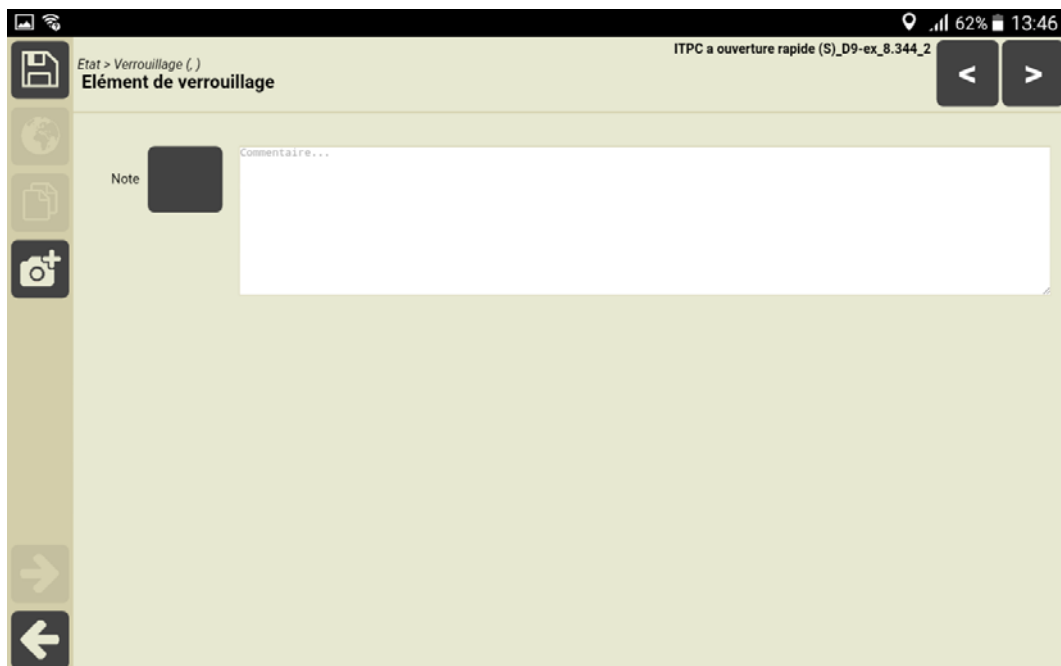 62% 13:46
ITPC a ouverture rapide (S)_D9-ex_8.344_2
Etat > Verrouillage (, )
Elément de verrouillage
< >
Commentaire...
Note